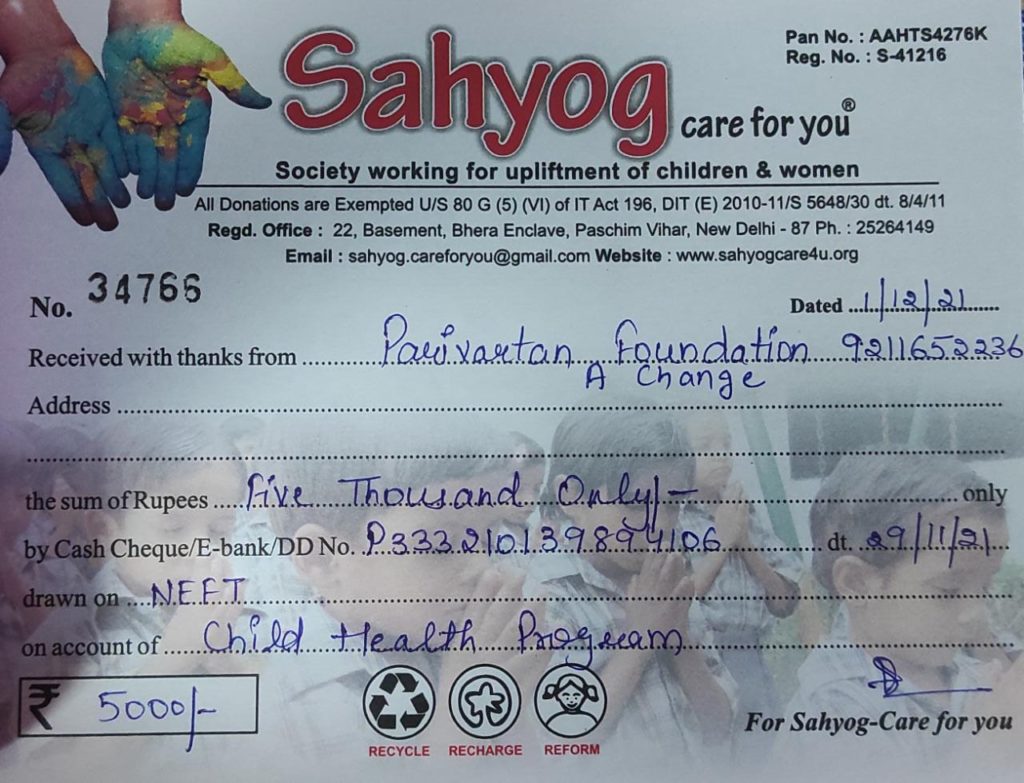 Pan No. : AAHTS4276K
Reg. No. : S-41216
Sahyog care for you®
Society working for upliftment of children & women
All Donations are Exempted U/S 80 G (5) (VI) of IT Act 196, DIT (E) 2010-11/S 5648/30 dt. 8/4/11
Regd. Office : 22, Basement, Bhera Enclave, Paschim Vihar, New Delhi - 87 Ph. : 25264149
Email : sahyog.careforyou@gmail.com Website : www.sahyogcare4u.org
No. 34766
Dated 1/12/21
Received with thanks from Parivartan Foundation 9211652236
A Change
Address
the sum of Rupees five Thousand Only/- only
by Cash Cheque/E-bank/DD No. P333210139894106 dt. 29/11/21
drawn on NEFT
on account of Child Health Program
₹ 5000/-
RECYCLE RECHARGE REFORM
For Sahyog-Care for you